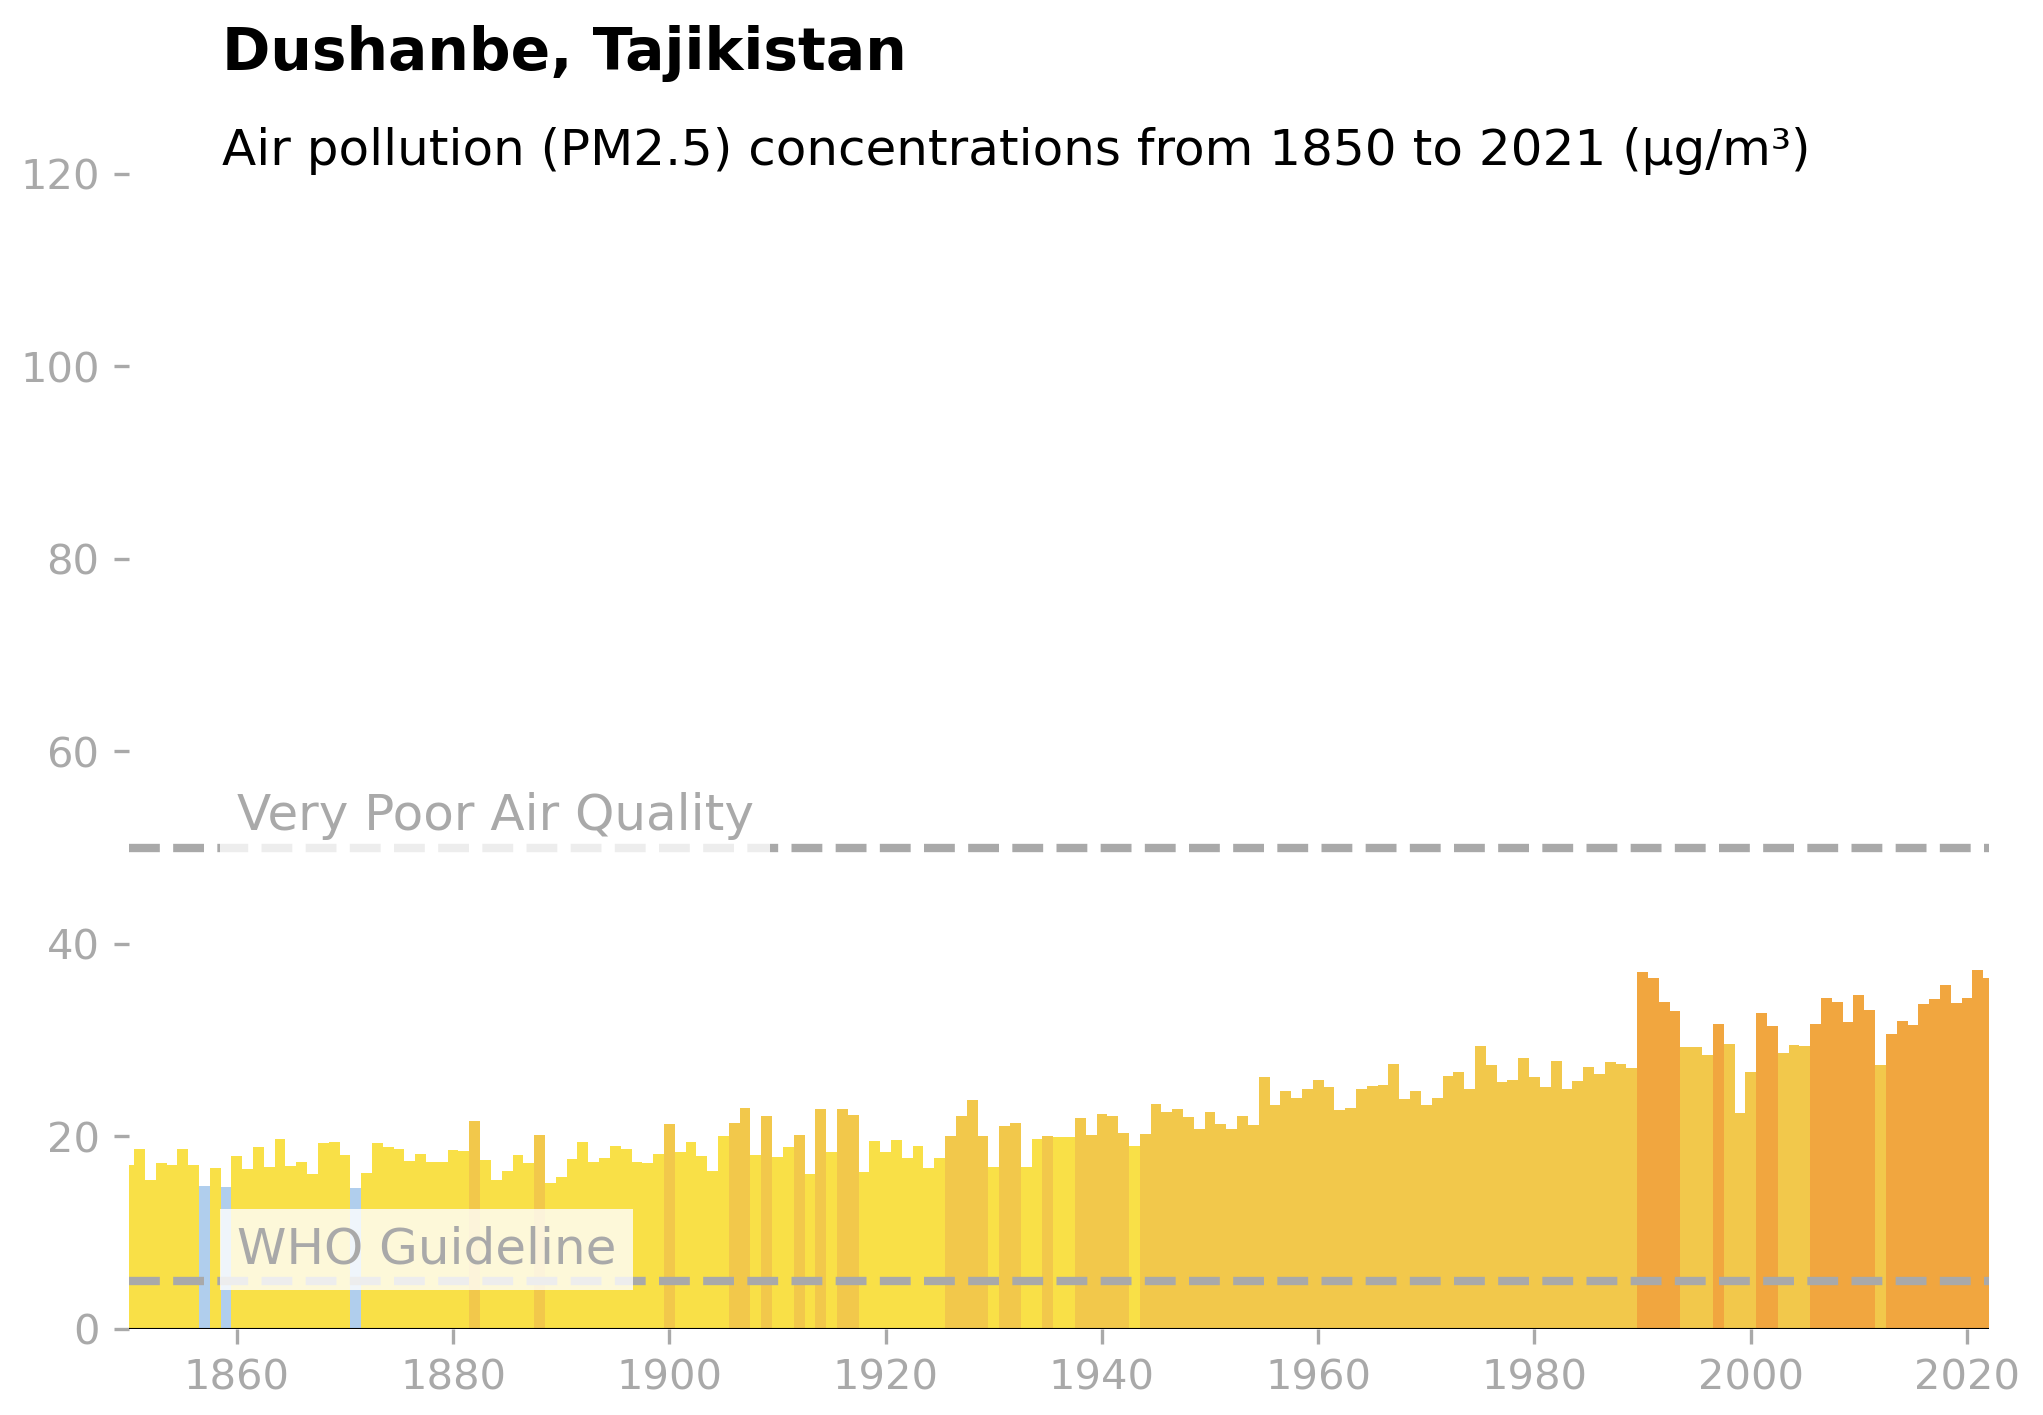 Dushanbe, Tajikistan
Air pollution (PM2.5) concentrations from 1850 to 2021 (µg/m³)
120
100
80
60
Very Poor Air Quality
40
20
WHO Guideline
0
1860 1880 1900 1920 1940 1960 1980 2000 2020